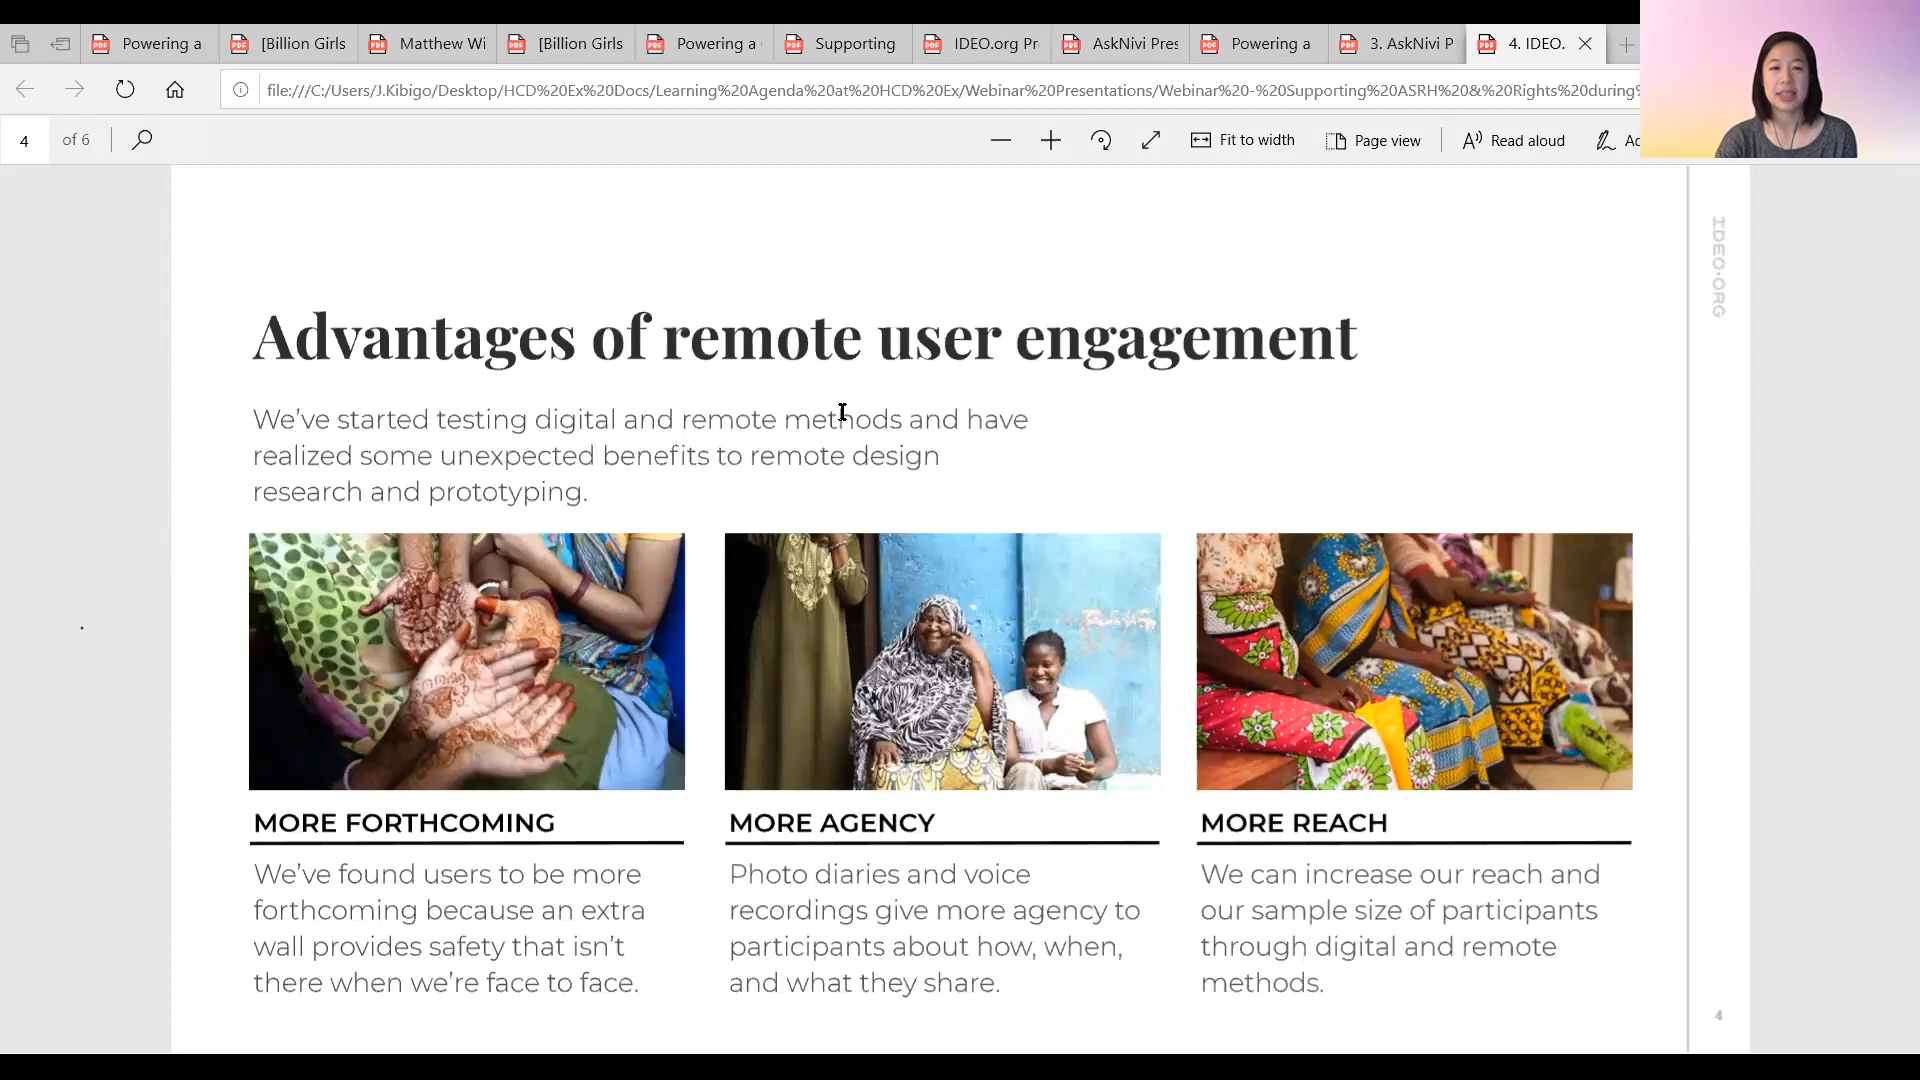 Powering a
[Billion Girls
Matthew Wi
[Billion Girls
Powering a
Supporting
IDEO.org Pr
AskNivi Pres
Powering a
3. AskNivi P
4. IDEO.
file:///C:/Users/J.Kibigo/Desktop/HCD%20Ex%20Docs/Learning%20Agenda%20at%20HCD%20Ex/Webinar%20Presentations/Webinar%20-%20Supporting%20ASRH%20&%20Rights%20during%
4 of 6
Fit to width
Page view
Read aloud
IDEO.ORG
Advantages of remote user engagement
We’ve started testing digital and remote methods and have
realized some unexpected benefits to remote design
research and prototyping.
MORE FORTHCOMING
We’ve found users to be more
forthcoming because an extra
wall provides safety that isn’t
there when we’re face to face.
MORE AGENCY
Photo diaries and voice
recordings give more agency to
participants about how, when,
and what they share.
MORE REACH
We can increase our reach and
our sample size of participants
through digital and remote
methods.
4